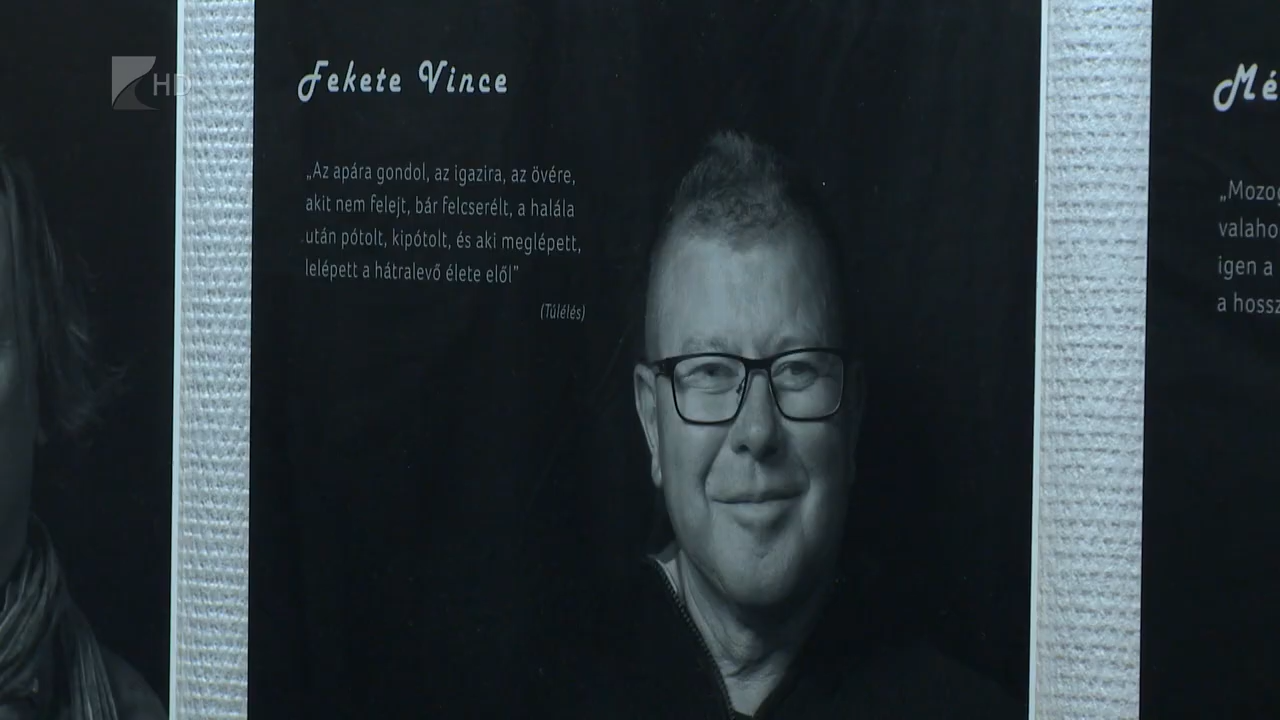 HD
Fekete Vince
„Az apára gondol, az igazira, az övére,
akit nem felejt, bár felcserélt, a halála
után pótolt, kipótolt, és aki meglépett,
lelépett a hátralevő élete elől”
(Túlélés)
Mé
„Mozog
valaho
igen a
a hossz